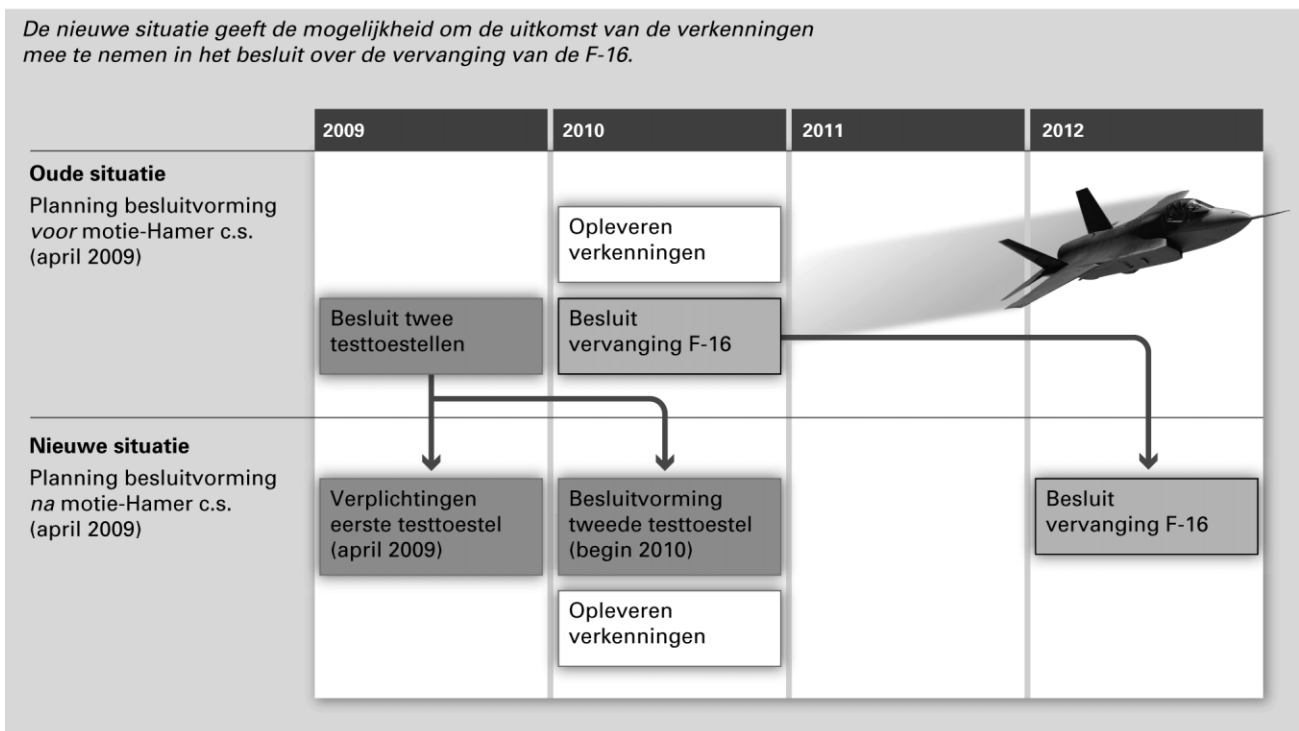 De nieuwe situatie geeft de mogelijkheid om de uitkomst van de verkenningen
mee te nemen in het besluit over de vervanging van de F-16.
2009
2010
2011
2012
Oude situatie
Planning besluitvorming
voor motie-Hamer c.s.
(april 2009)
Opleveren
verkenningen
Besluit twee
testtoestellen
Besluit
vervanging F-16
Nieuwe situatie
Planning besluitvorming
na motie-Hamer c.s.
(april 2009)
Verplichtingen
eerste testtoestel
(april 2009)
Besluitvorming
tweede testtoestel
(begin 2010)
Besluit
vervanging F-16
Opleveren
verkenningen